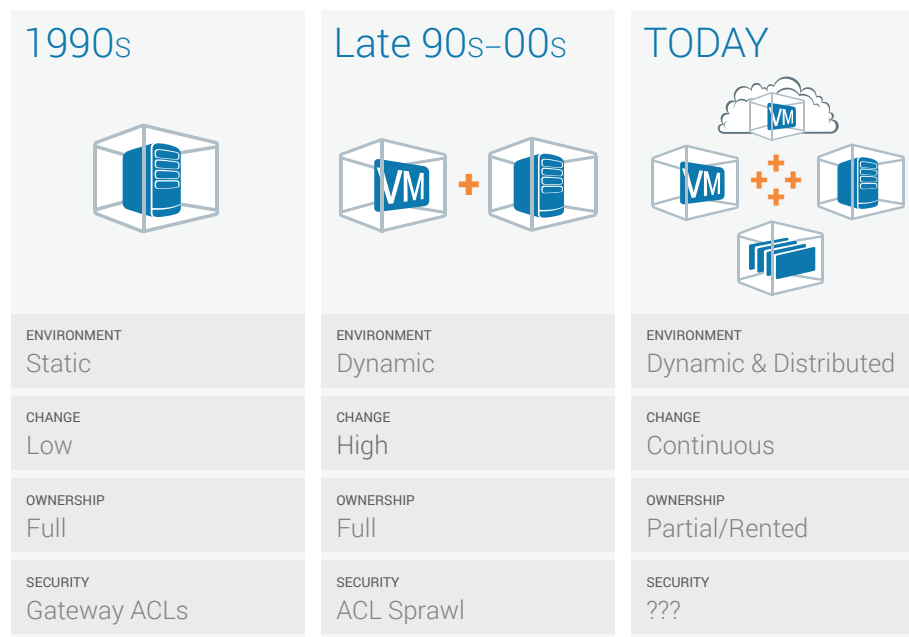 1990s
VM
ENVIRONMENT
Static
CHANGE
Low
OWNERSHIP
Full
SECURITY
Gateway ACLs
Late 90s–00s
VM
ENVIRONMENT
Dynamic
CHANGE
High
OWNERSHIP
Full
SECURITY
ACL Sprawl
TODAY
VM
VM
ENVIRONMENT
Dynamic & Distributed
CHANGE
Continuous
OWNERSHIP
Partial/Rented
SECURITY
???